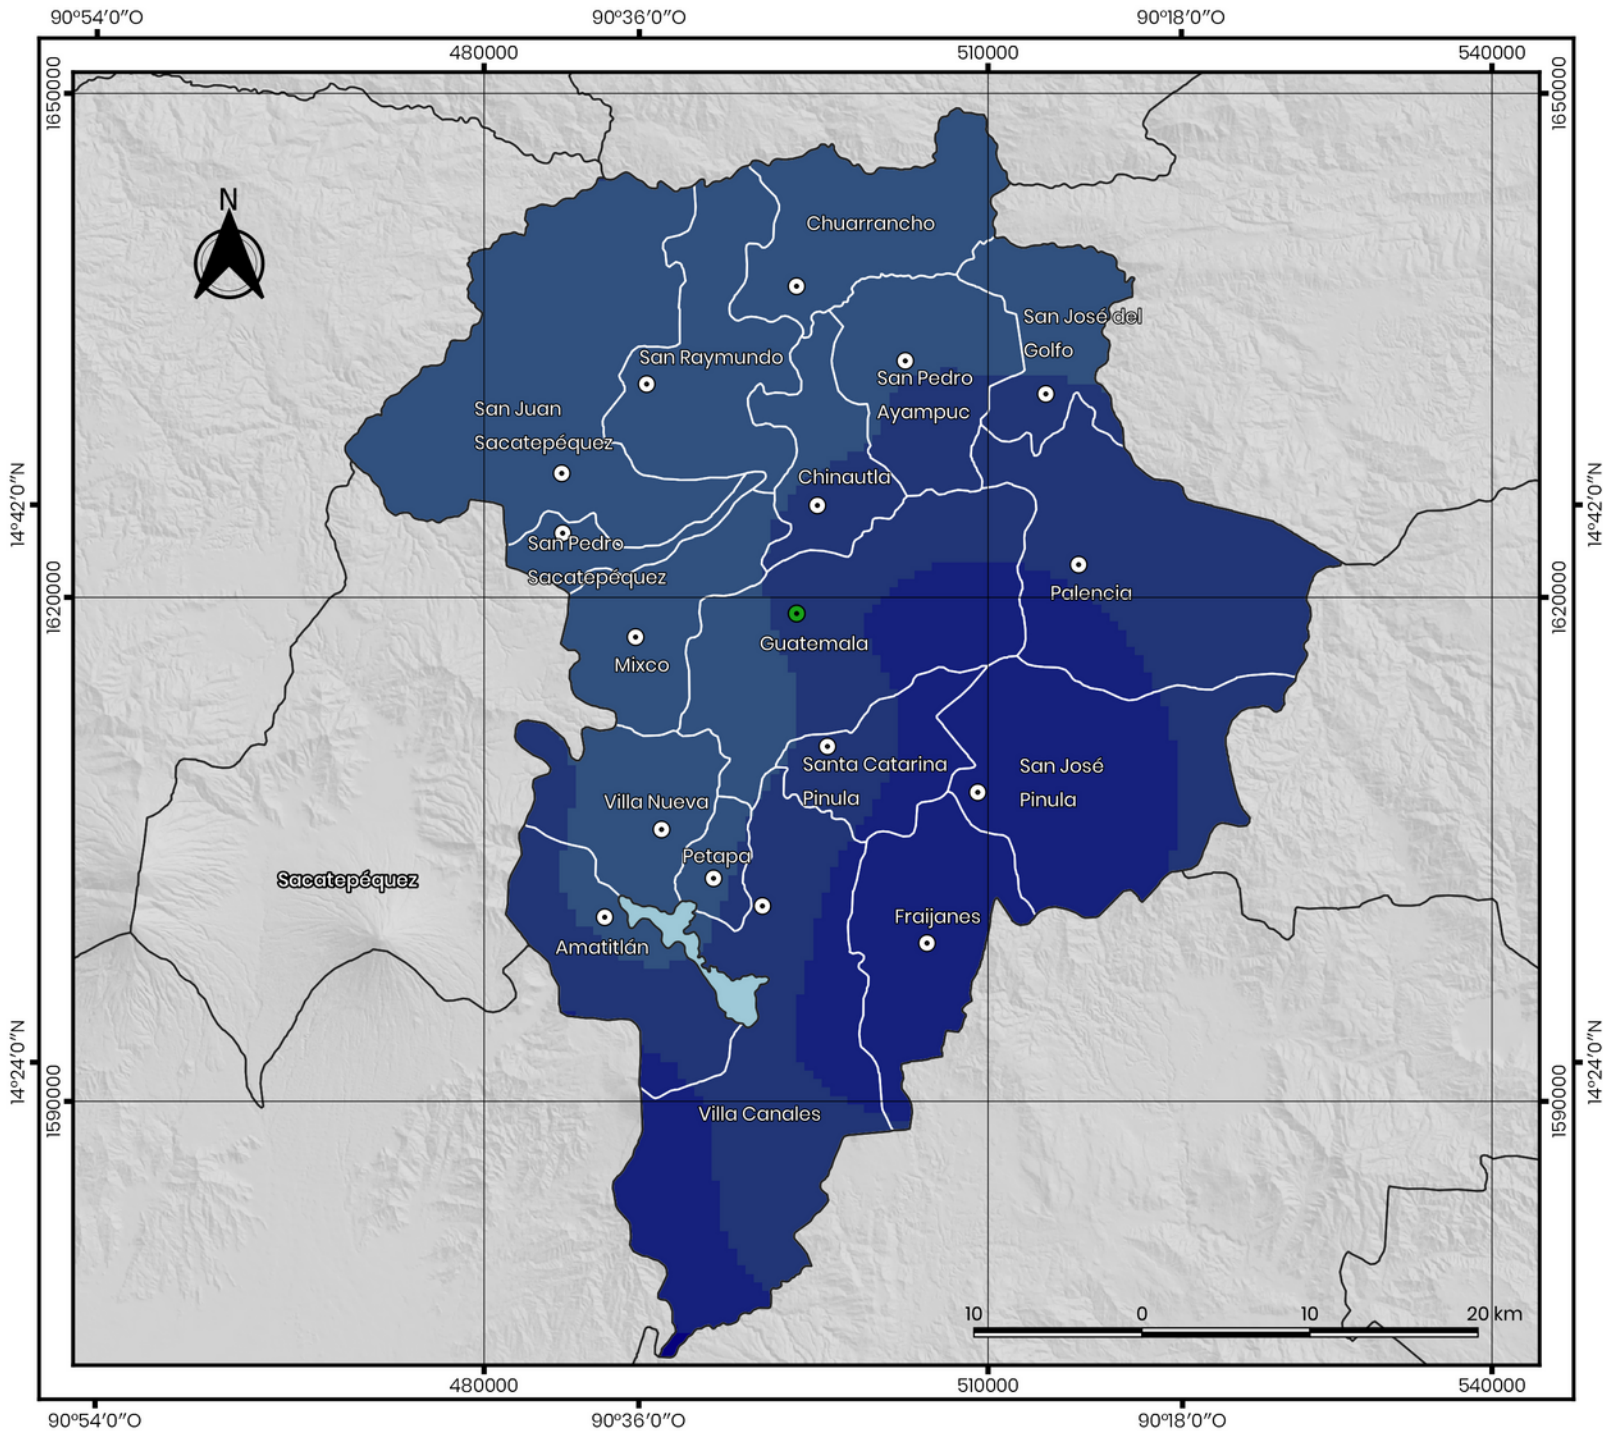 90°54'0"O 90°36'0"O 90°18'0"O
480000 510000 540000
1650000 1650000
N
Chuarrancho
San José del
Golfo
San Raymundo
San Pedro
Ayampuc
San Juan
Sacatepéquez
Chinautla
14°42'0"N 14°42'0"N
San Pedro
Sacatepéquez
1620000 1620000
Palencia
Guatemala
Mixco
Santa Catarina
Pinula
San José
Pinula
Villa Nueva
Petapa
Sacatepéquez
Fraijanes
Amatitlán
14°24'0"N 14°24'0"N
1590000 1590000
Villa Canales
10 0 10 20 km
480000 510000 540000
90°54'0"O 90°36'0"O 90°18'0"O